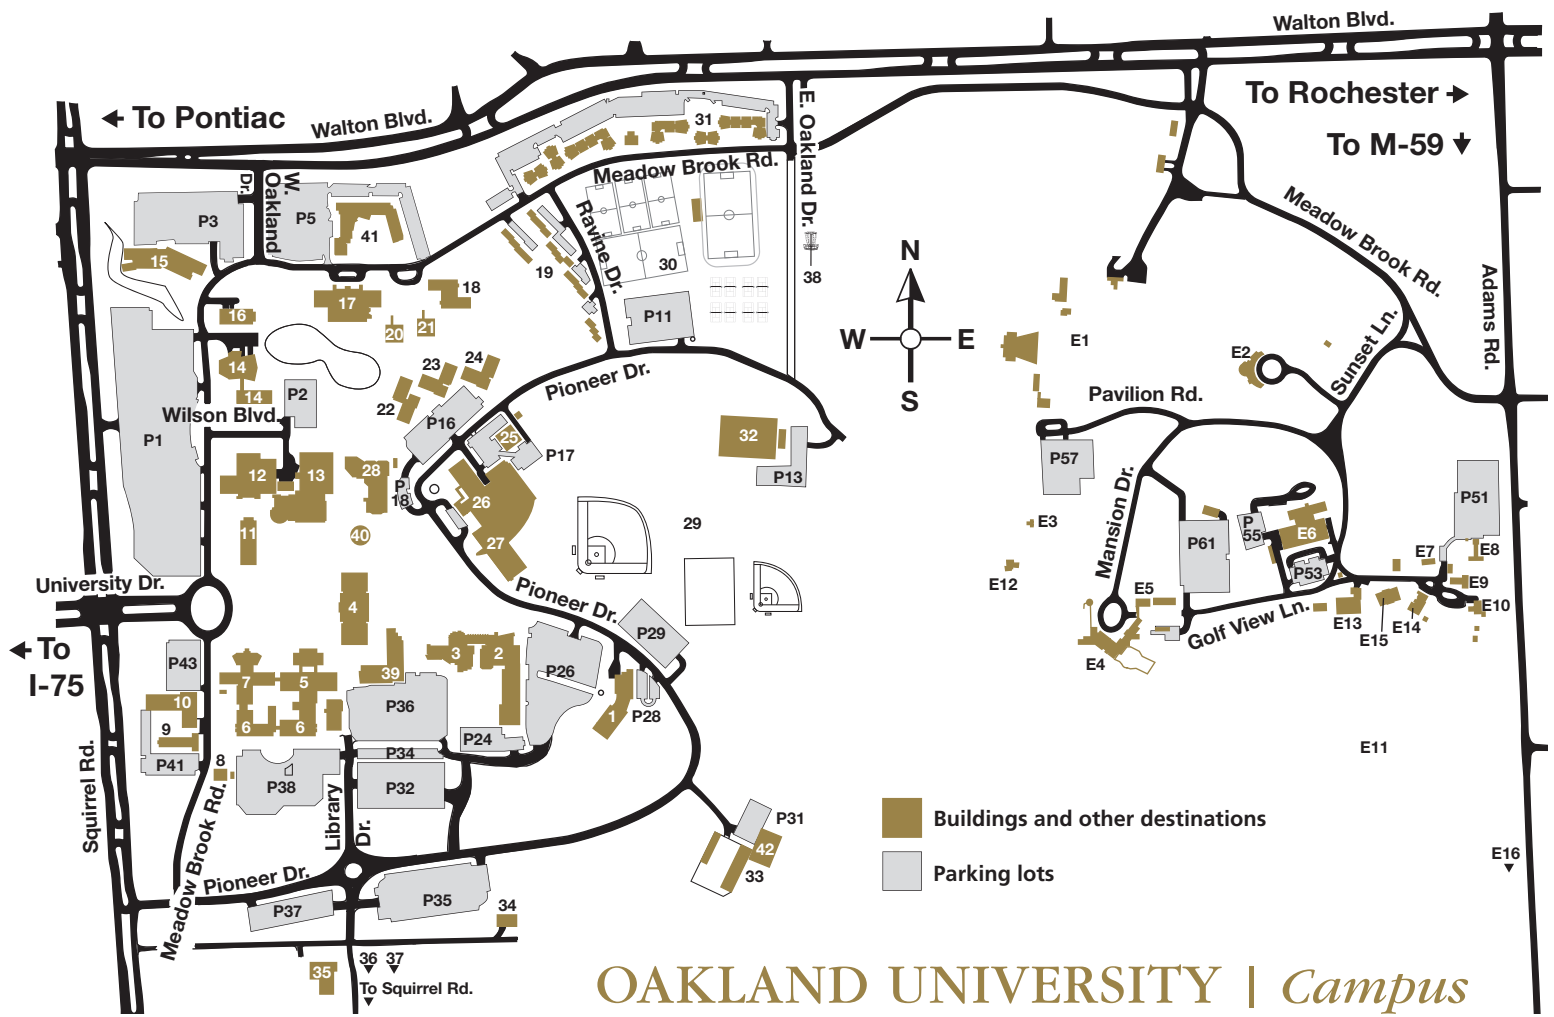 Walton Blvd.
To Rochester
To M-59
To Pontiac
Walton Blvd.
E. Oakland Dr.
31
Meadow Brook Rd.
W. Oakland
Dr.
P3
P5
41
15
Ravine Dr.
19
30
38
Meadow Brook Rd.
Adams Rd.
N
W
E
S
17
18
16
20
21
P11
E1
E2
Sunset Ln.
14
14
23
24
22
Pioneer Dr.
Pavilion Rd.
P2
Wilson Blvd.
P1
P16
25
P17
32
P13
P57
Mansion Dr.
12
13
28
P
18
26
27
29
11
40
E3
E12
P61
P
55
E6
P53
P51
E7
E8
E9
E10
E13
E15
E14
E5
E4
Golf View Ln.
University Dr.
To
I-75
4
Pioneer Dr.
P29
P43
3
2
P26
39
7
5
10
9
6
6
P36
1
P28
P24
P34
P41
8
P38
P32
Squirrel Rd.
Meadow Brook Rd.
Library
Dr.
P31
42
33
E11
E16
Buildings and other destinations
Parking lots
Pioneer Dr.
P37
P35
34
35
36
37
To Squirrel Rd.
OAKLAND UNIVERSITY | Campus